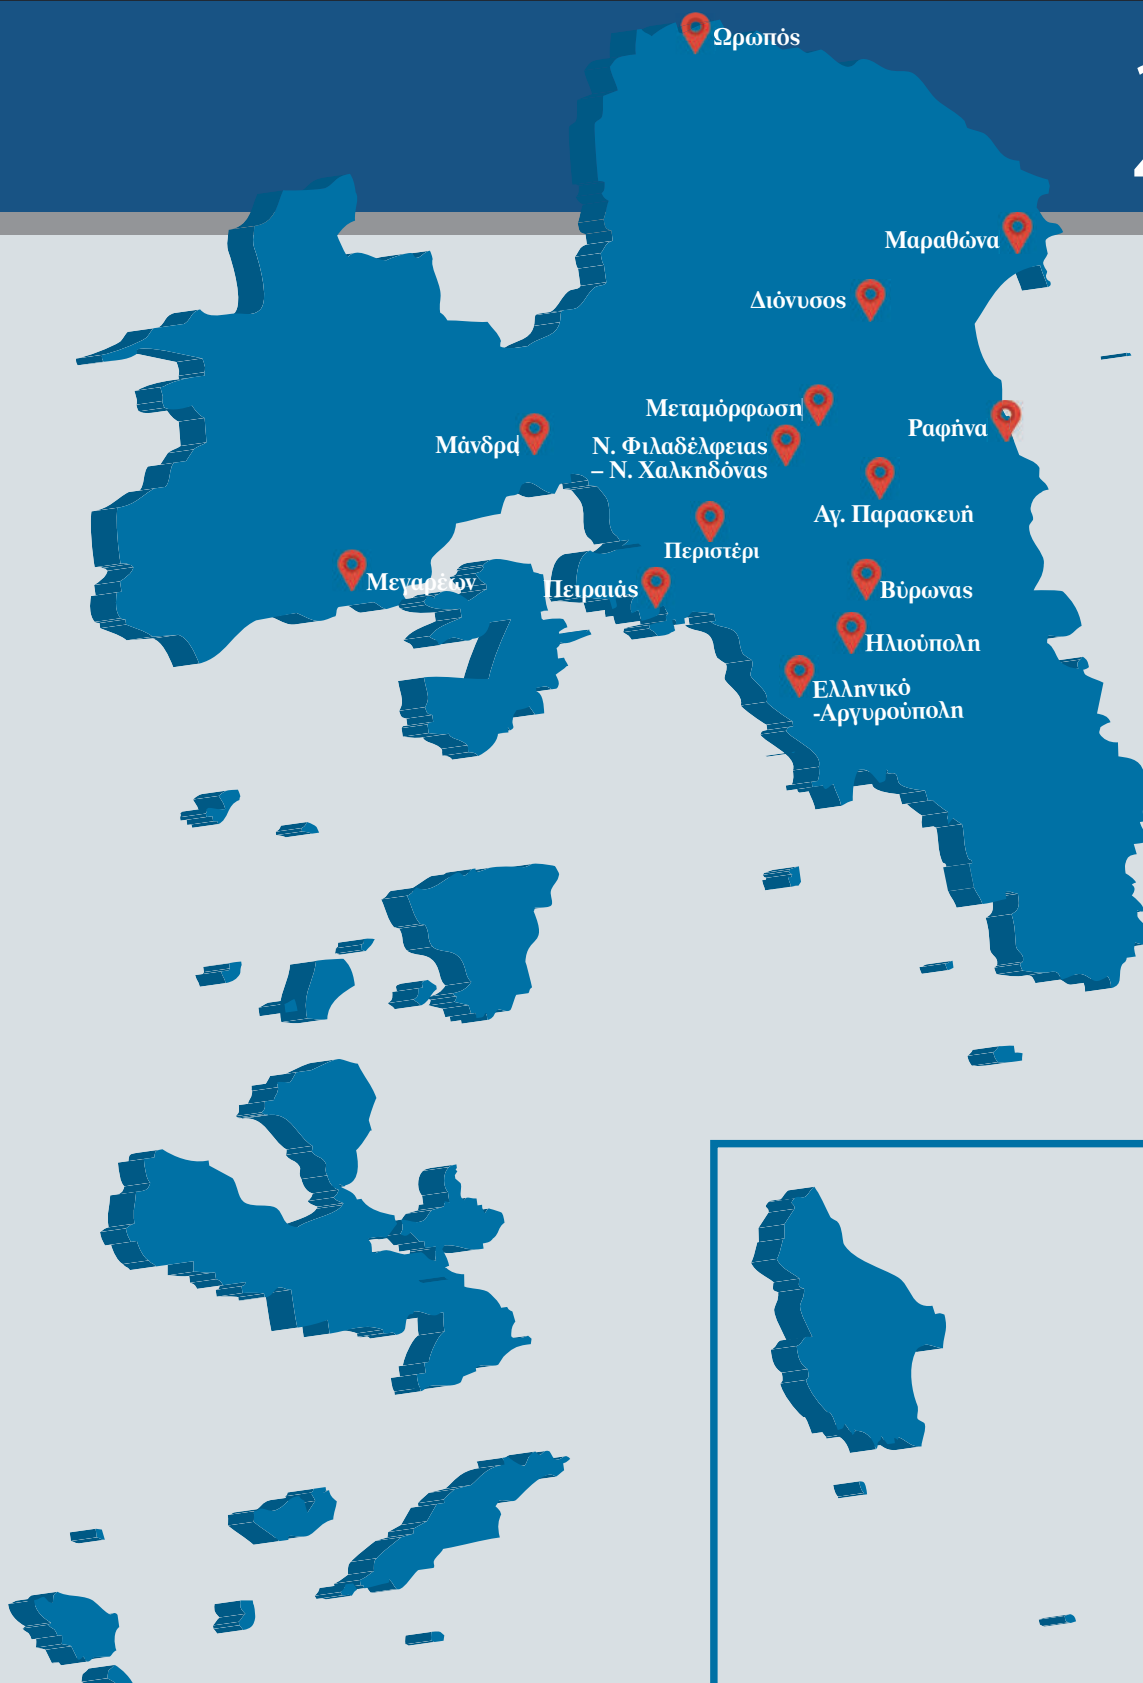 Ωρωπός
Μαραθώνα
Διόνυσος
Μεταμόρφωση
Ραφήνα
Μάνδρα
Ν. Φιλαδέλφειας
– Ν. Χαλκηδόνας
Αγ. Παρασκευή
Περιστέρι
Μεγαρέων
Πειραιάς
Βύρωνας
Ηλιούπολη
Ελληνικό
-Αργυρούπολη